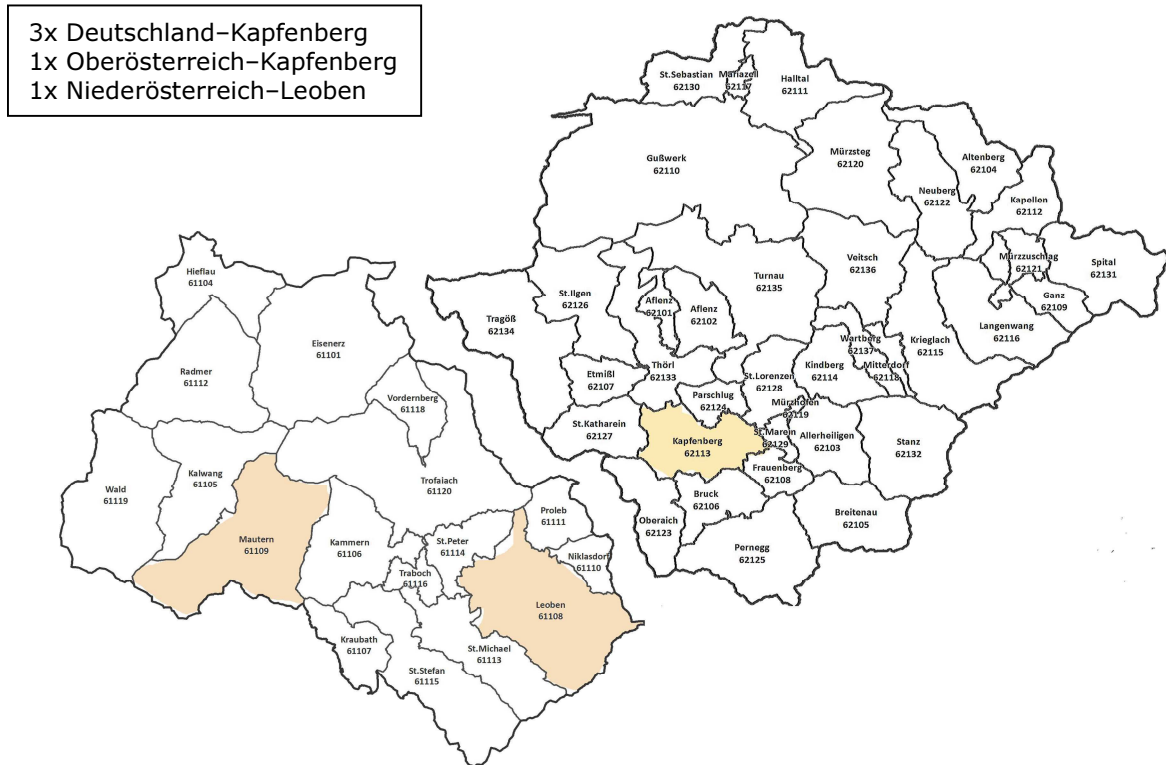 3x Deutschland–Kapfenberg
1x Oberösterreich–Kapfenberg
1x Niederösterreich–Leoben
St.Sebastian
62130
Mariazell
62117
Halltal
62111
Gußwerk
62110
Mürzsteg
62120
Altenberg
62104
Neuberg
62122
Kapellen
62112
Hieflau
61104
Veitsch
62136
Mürzzuschlag
62121
Spital
62131
Turnau
62135
St.Ilgen
62126
Aflenz
62101
Aflenz
62102
Ganz
62109
Tragöß
62134
Langenwang
62116
Eisenerz
61101
Wartberg
62137
Krieglach
62115
Radmer
61112
Etmißl
62107
Thörl
62133
Kindberg
62114
Mitterdorf
62118
St.Lorenzen
62128
Vordernberg
61118
Parschlug
62124
Mürzhofen
62119
St.Katharein
62127
Kapfenberg
62113
St.Marein
62129
Allerheiligen
62103
Stanz
62132
Kalwang
61105
Trofaiach
61120
Frauenberg
62108
Wald
61119
Bruck
62106
Proleb
61111
Oberaich
62123
Breitenau
62105
Mautern
61109
Kammern
61106
St.Peter
61114
Niklasdorf
61110
Pernegg
62125
Traboch
61116
Leoben
61108
Kraubath
61107
St.Michael
61113
St.Stefan
61115